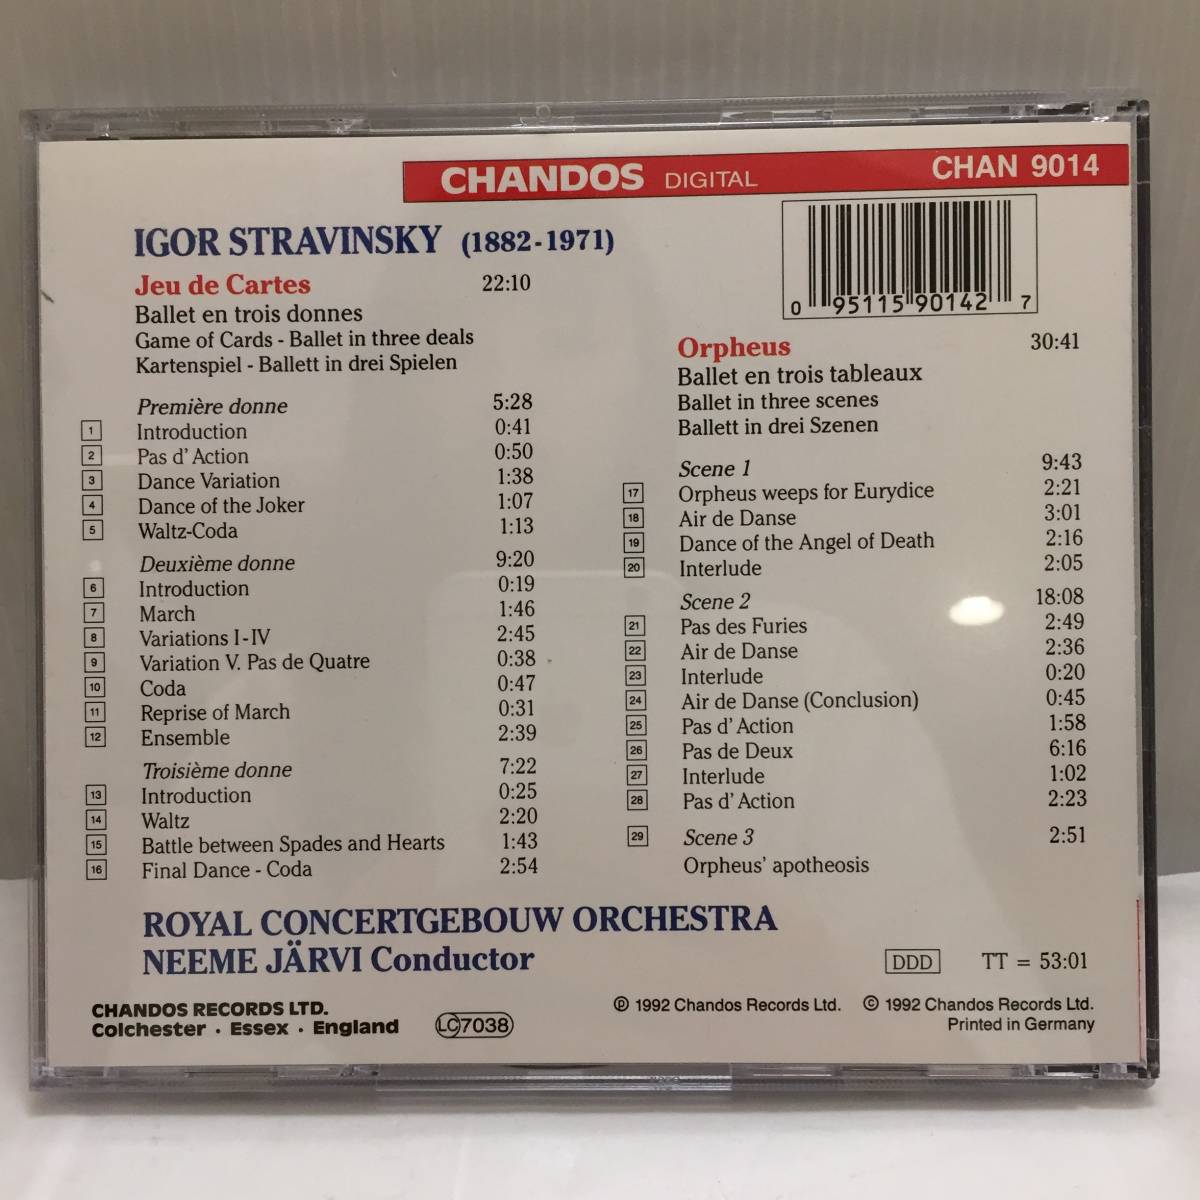 CHANDOS DIGITAL CHAN 9014
IGOR STRAVINSKY (1882-1971)
Jeu de Cartes 22:10
Ballet en trois donnes
Game of Cards - Ballet in three deals
Kartenspiel - Ballett in drei Spielen
Première donne 5:28
1 Introduction 0:41
2 Pas d' Action 0:50
3 Dance Variation 1:38
4 Dance of the Joker 1:07
5 Waltz-Coda 1:13
Deuxième donne 9:20
6 Introduction 0:19
7 March 1:46
8 Variations I-IV 2:45
9 Variation V. Pas de Quatre 0:38
10 Coda 0:47
11 Reprise of March 0:31
12 Ensemble 2:39
Troisième donne 7:22
13 Introduction 0:25
14 Waltz 2:20
15 Battle between Spades and Hearts 1:43
16 Final Dance - Coda 2:54
0 95115 90142 7
Orpheus 30:41
Ballet en trois tableaux
Ballet in three scenes
Ballett in drei Szenen
Scene 1 9:43
17 Orpheus weeps for Eurydice 2:21
18 Air de Danse 3:01
19 Dance of the Angel of Death 2:16
20 Interlude 2:05
Scene 2 18:08
21 Pas des Furies 2:49
22 Air de Danse 2:36
23 Interlude 0:20
24 Air de Danse (Conclusion) 0:45
25 Pas d' Action 1:58
26 Pas de Deux 6:16
27 Interlude 1:02
28 Pas d' Action 2:23
29 Scene 3 2:51
Orpheus' apotheosis
ROYAL CONCERTGEBOUW ORCHESTRA
NEEME JÄRVI Conductor
DDD TT = 53:01
CHANDOS RECORDS LTD.
Colchester · Essex · England
LC 7038
℗ 1992 Chandos Records Ltd. © 1992 Chandos Records Ltd.
Printed in Germany